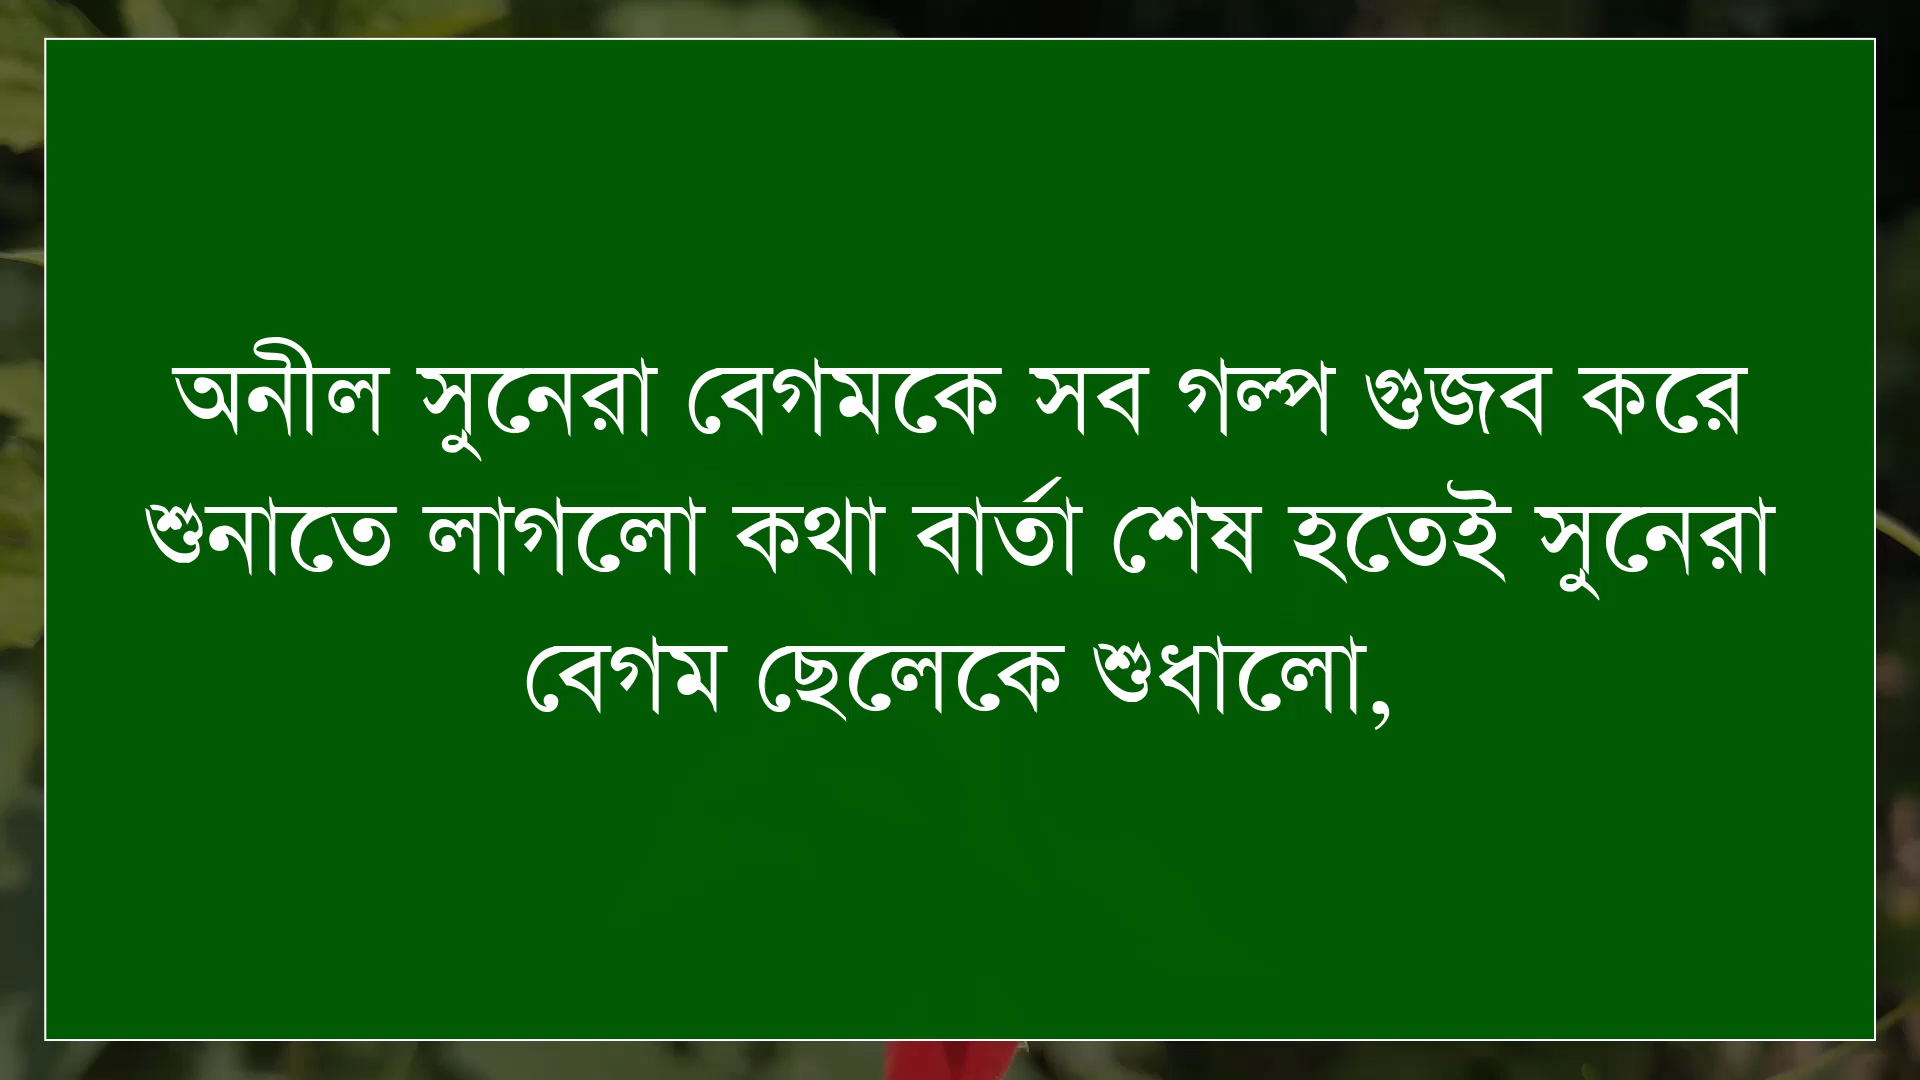 অনীল সুনেরা বেগমকে সব গল্প গুজব করে
শুনাতে লাগলো কথা বার্তা শেষ হতেই সুনেরা
বেগম ছেলেকে শুধালো,